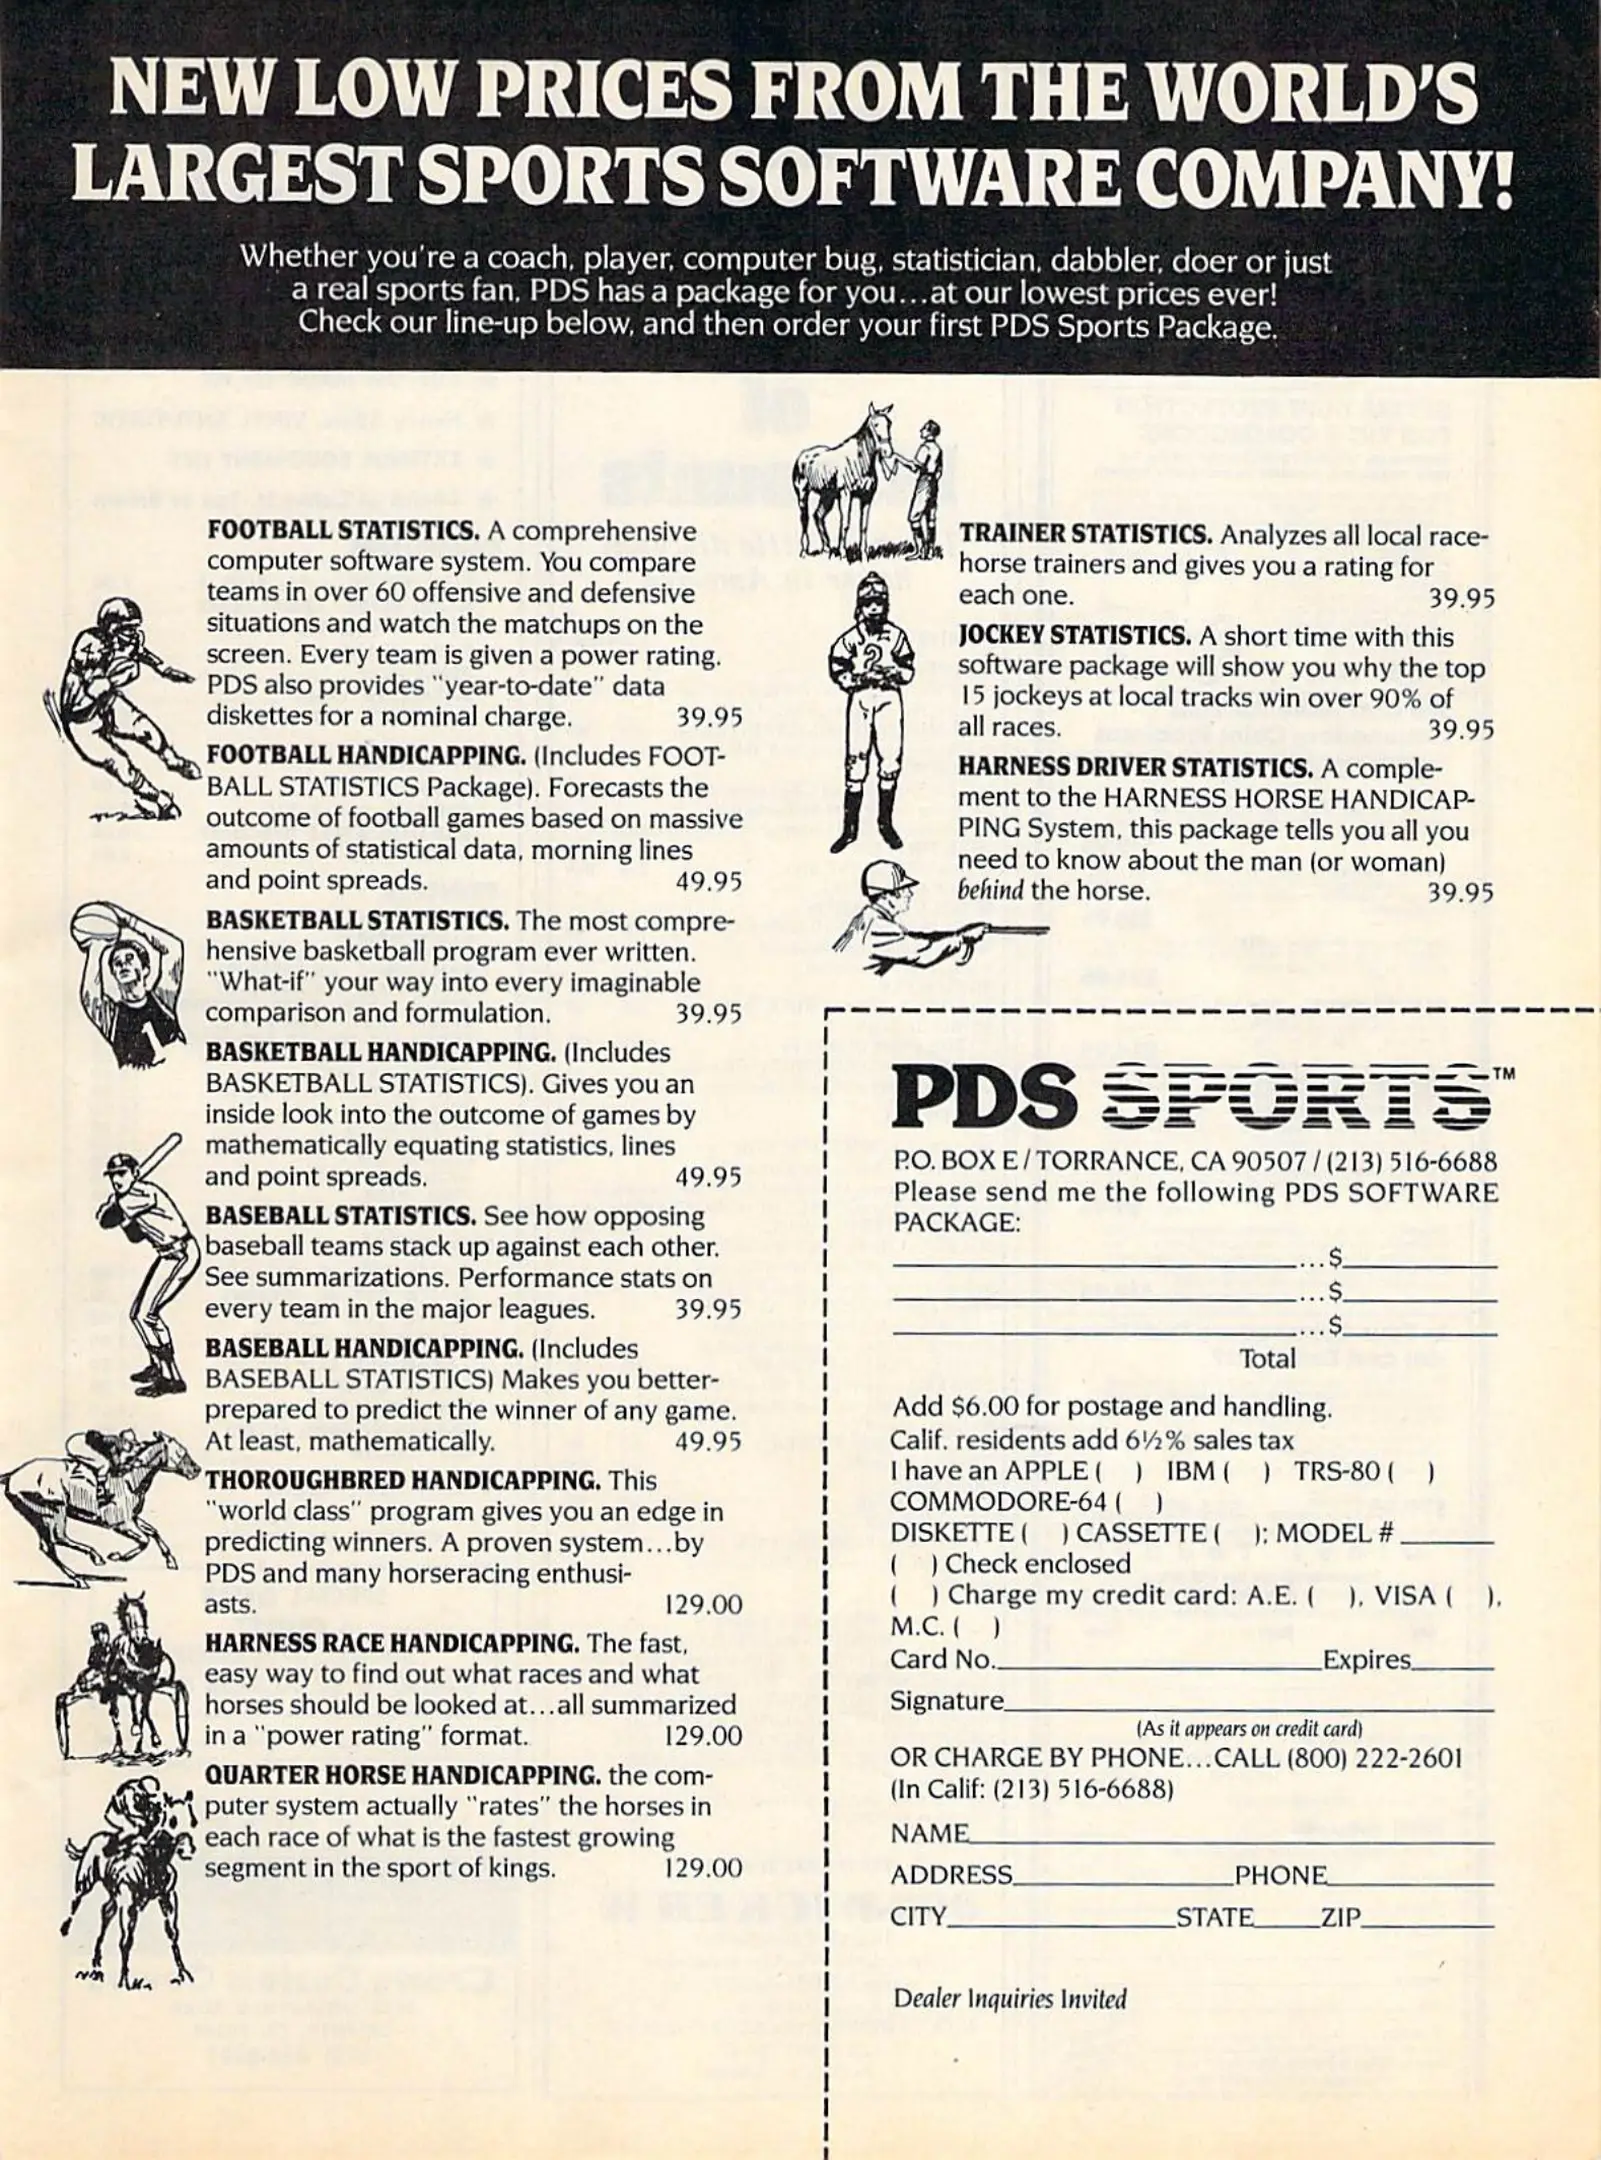 NEW LOW PRICES FROM THE WORLD'S
LARGEST SPORTS SOFTWARE COMPANY!
Whether you're a coach, player, computer bug, statistician, dabbler, doer or just
a real sports fan, PDS has a package for you...at our lowest prices ever!
Check our line-up below, and then order your first PDS Sports Package.
FOOTBALL STATISTICS. A comprehensive
computer software system. You compare
teams in over 60 offensive and defensive
situations and watch the matchups on the
screen. Every team is given a power rating.
PDS also provides "year-to-date" data
diskettes for a nominal charge. 39.95
FOOTBALL HANDICAPPING. (Includes FOOT-
BALL STATISTICS Package). Forecasts the
outcome of football games based on massive
amounts of statistical data, morning lines
and point spreads. 49.95
BASKETBALL STATISTICS. The most compre-
hensive basketball program ever written.
"What-if" your way into every imaginable
comparison and formulation. 39.95
BASKETBALL HANDICAPPING. (Includes
BASKETBALL STATISTICS). Gives you an
inside look into the outcome of games by
mathematically equating statistics, lines
and point spreads. 49.95
BASEBALL STATISTICS. See how opposing
baseball teams stack up against each other.
See summarizations. Performance stats on
every team in the major leagues. 39.95
BASEBALL HANDICAPPING. (Includes
BASEBALL STATISTICS) Makes you better-
prepared to predict the winner of any game.
At least, mathematically. 49.95
THOROUGHBRED HANDICAPPING. This
"world class" program gives you an edge in
predicting winners. A proven system...by
PDS and many horseracing enthusi-
asts. 129.00
HARNESS RACE HANDICAPPING. The fast,
easy way to find out what races and what
horses should be looked at...all summarized
in a "power rating" format. 129.00
QUARTER HORSE HANDICAPPING. the com-
puter system actually "rates" the horses in
each race of what is the fastest growing
segment in the sport of kings. 129.00
TRAINER STATISTICS. Analyzes all local race-
horse trainers and gives you a rating for
each one. 39.95
JOCKEY STATISTICS. A short time with this
software package will show you why the top
15 jockeys at local tracks win over 90% of
all races. 39.95
HARNESS DRIVER STATISTICS. A comple-
ment to the HARNESS HORSE HANDICAP-
PING System, this package tells you all you
need to know about the man (or woman)
behind the horse. 39.95
PDS SPORTS™
P.O. BOX E / TORRANCE, CA 90507 / (213) 516-6688
Please send me the following PDS SOFTWARE
PACKAGE:
____________________...$________
____________________...$________
____________________...$________
Total
Add $6.00 for postage and handling.
Calif. residents add 6½% sales tax
I have an APPLE ( ) IBM ( ) TRS-80 ( )
COMMODORE-64 ( )
DISKETTE ( ) CASSETTE ( ); MODEL # ______
( ) Check enclosed
( ) Charge my credit card: A.E. ( ), VISA ( ),
M.C. ( )
Card No.____________________Expires______
Signature______________________________
(As it appears on credit card)
OR CHARGE BY PHONE...CALL (800) 222-2601
(In Calif: (213) 516-6688)
NAME______________________________
ADDRESS______________PHONE__________
CITY______________STATE____ZIP________
Dealer Inquiries Invited